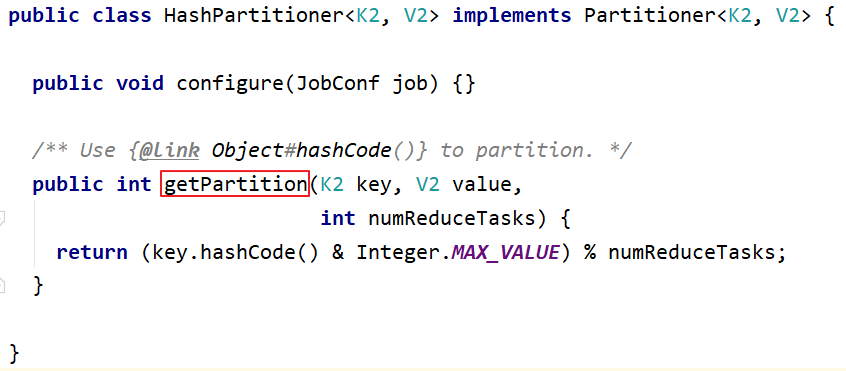 public class HashPartitioner<K2, V2> implements Partitioner<K2, V2> {
public void configure(JobConf job) {}
/** Use {@link Object#hashCode()} to partition. */
public int getPartition(K2 key, V2 value,
int numReduceTasks) {
return (key.hashCode() & Integer.MAX_VALUE) % numReduceTasks;
}
}